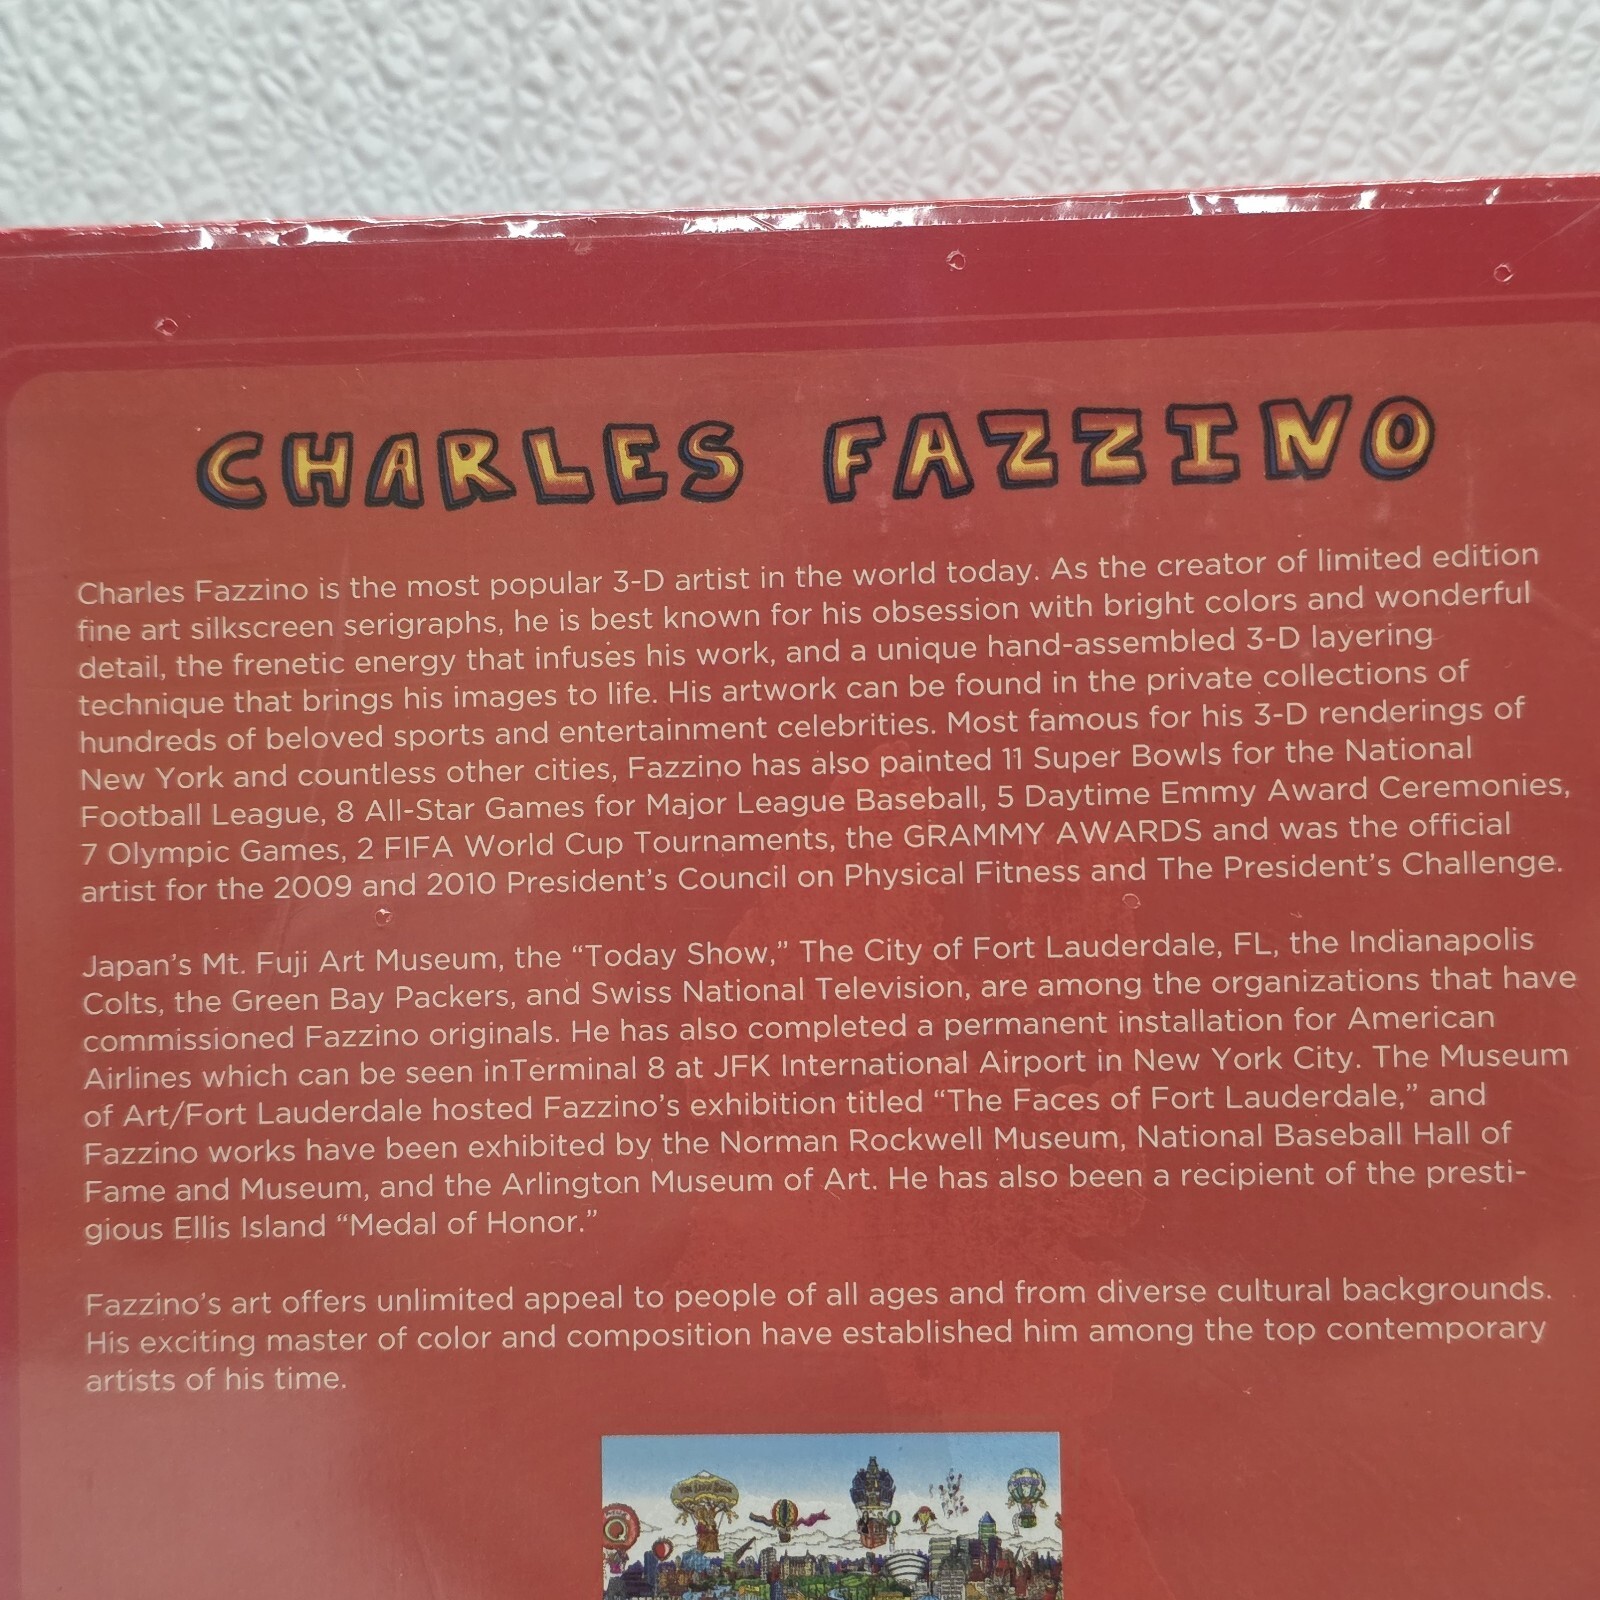 CHARLES FAZZINO
Charles Fazzino is the most popular 3-D artist in the world today. As the creator of limited edition
fine art silkscreen serigraphs, he is best known for his obsession with bright colors and wonderful
detail, the frenetic energy that infuses his work, and a unique hand-assembled 3-D layering
technique that brings his images to life. His artwork can be found in the private collections of
hundreds of beloved sports and entertainment celebrities. Most famous for his 3-D renderings of
New York and countless other cities, Fazzino has also painted 11 Super Bowls for the National
Football League, 8 All-Star Games for Major League Baseball, 5 Daytime Emmy Award Ceremonies,
7 Olympic Games, 2 FIFA World Cup Tournaments, the GRAMMY AWARDS and was the official
artist for the 2009 and 2010 President's Council on Physical Fitness and The President's Challenge.
Japan's Mt. Fuji Art Museum, the “Today Show,” The City of Fort Lauderdale, FL, the Indianapolis
Colts, the Green Bay Packers, and Swiss National Television, are among the organizations that have
commissioned Fazzino originals. He has also completed a permanent installation for American
Airlines which can be seen inTerminal 8 at JFK International Airport in New York City. The Museum
of Art/Fort Lauderdale hosted Fazzino's exhibition titled “The Faces of Fort Lauderdale,” and
Fazzino works have been exhibited by the Norman Rockwell Museum, National Baseball Hall of
Fame and Museum, and the Arlington Museum of Art. He has also been a recipient of the presti-
gious Ellis Island “Medal of Honor.”
Fazzino's art offers unlimited appeal to people of all ages and from diverse cultural backgrounds.
His exciting master of color and composition have established him among the top contemporary
artists of his time.